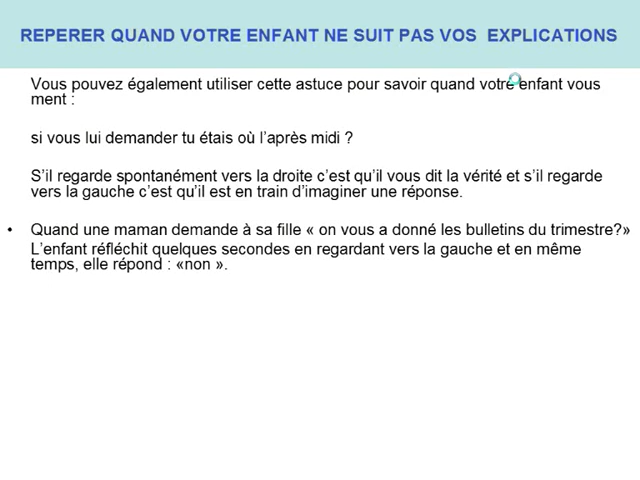 REPERER QUAND VOTRE ENFANT NE SUIT PAS VOS EXPLICATIONS
Vous pouvez également utiliser cette astuce pour savoir quand votre enfant vous
ment :
si vous lui demander tu étais où l'après midi ?
S'il regarde spontanément vers la droite c'est qu'il vous dit la vérité et s'il regarde
vers la gauche c'est qu'il est en train d'imaginer une réponse.
• Quand une maman demande à sa fille « on vous a donné les bulletins du trimestre?»
L'enfant réfléchit quelques secondes en regardant vers la gauche et en même
temps, elle répond : «non ».